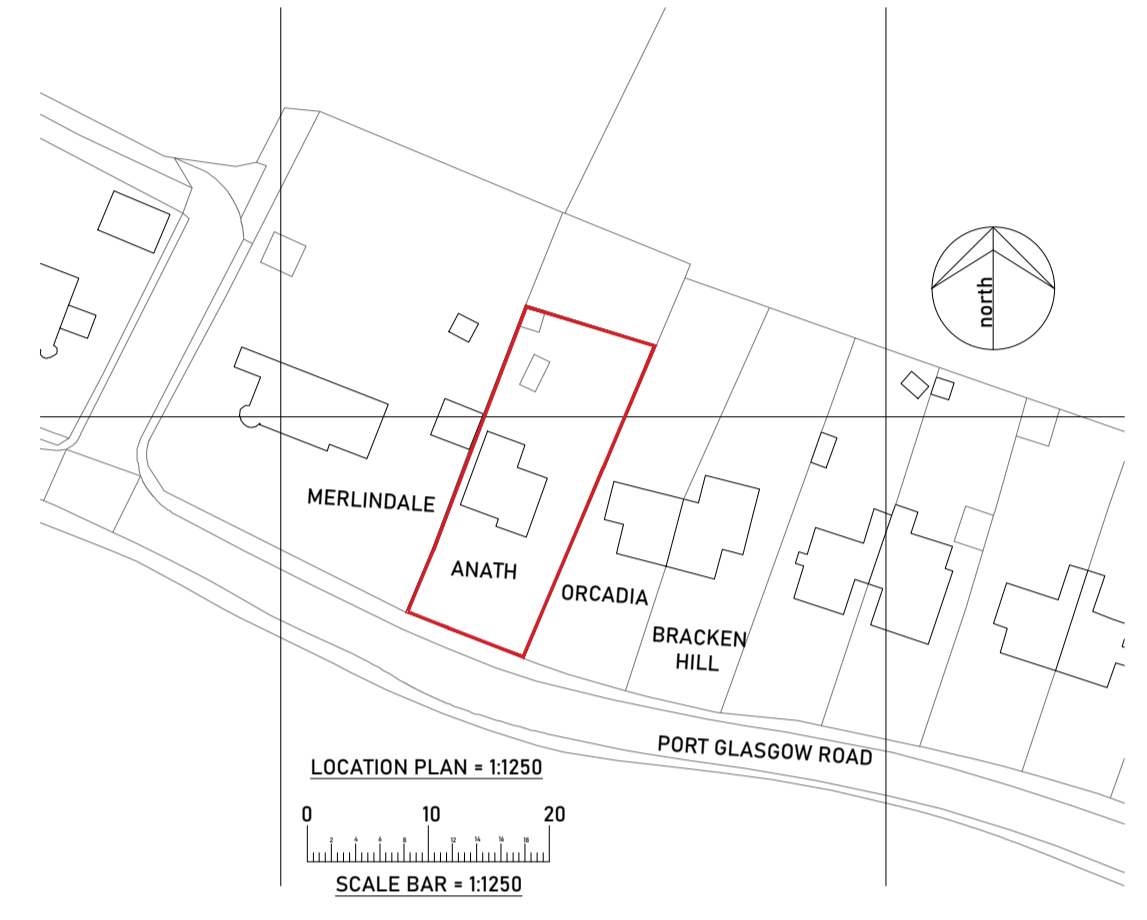 north
MERLINDALE
ANATH
ORCADIA
BRACKEN
HILL
PORT GLASGOW ROAD
LOCATION PLAN = 1:1250
0 10 20
2 4 6 8 12 14 16 18
SCALE BAR = 1:1250